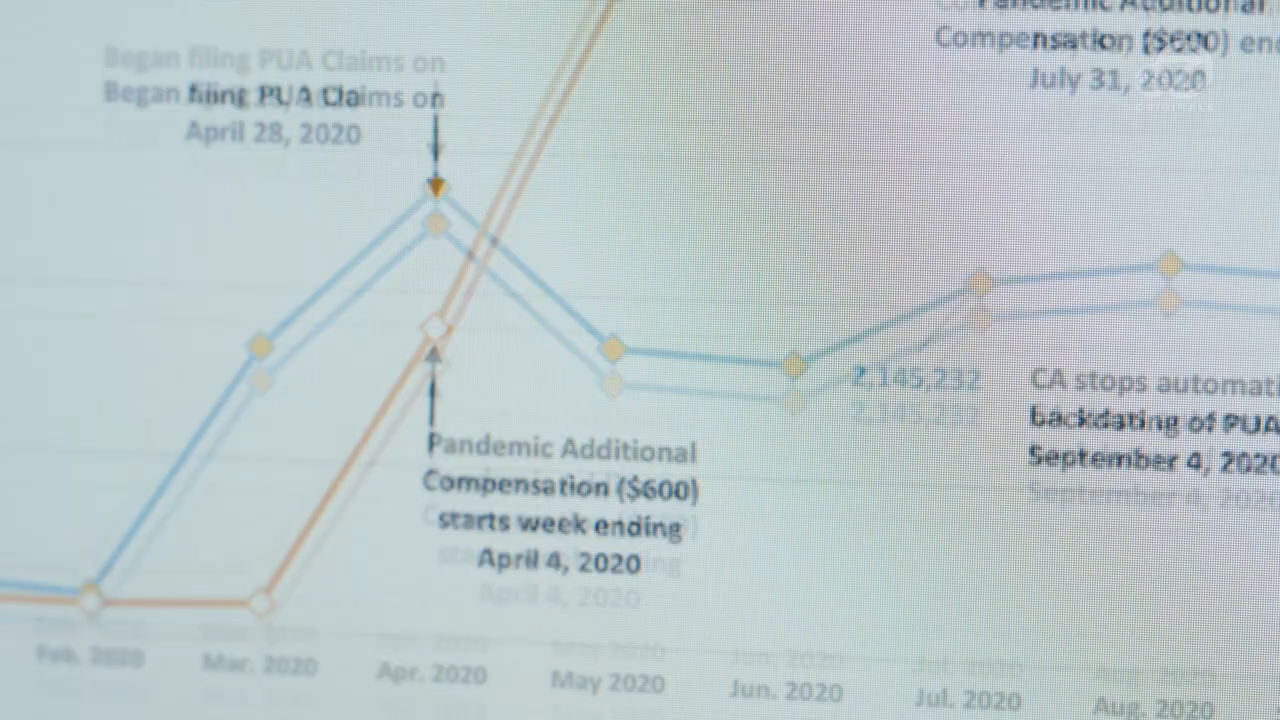 Began filing PUA Claims on
April 28, 2020
Pandemic Additional
Compensation ($600)
July 31, 2020
2,145,232
CA stops
backdating of PUA
September 4, 2020
Pandemic Additional
Compensation ($600)
starts week ending
April 4, 2020
Feb. 2020
Mar. 2020
Apr. 2020
May 2020
Jun. 2020
Jul. 2020
Aug. 2020